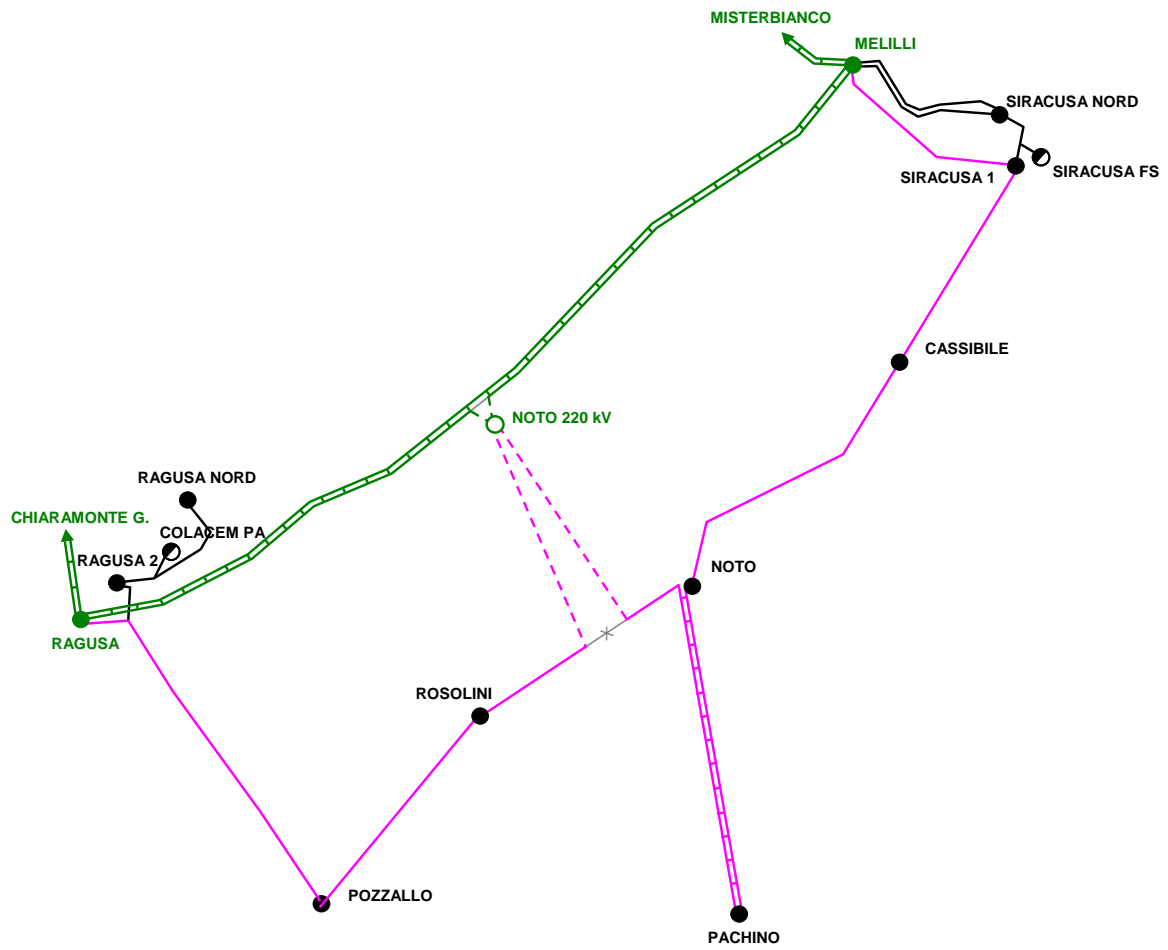 MISTERBIANCO
MELILLI
SIRACUSA NORD
SIRACUSA FS
SIRACUSA 1
CASSIBILE
NOTO 220 kV
RAGUSA NORD
CHIARAMONTE G.
COLACEM PA
RAGUSA 2
NOTO
RAGUSA
ROSOLINI
POZZALLO
PACHINO